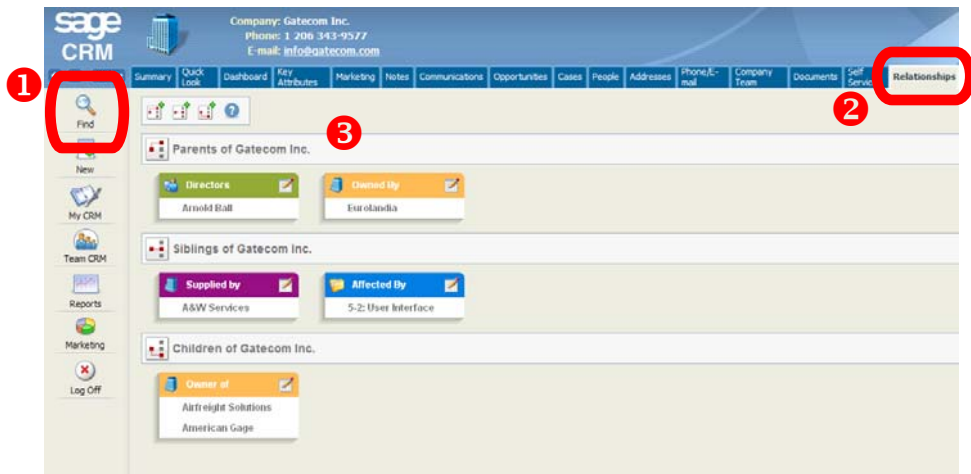 sage
CRM
Company: Gatecom Inc.
Phone: 1 206 343-9577
E-mail: info@gatecom.com
Summary Quick Look Dashboard Key Attributes Marketing Notes Communications Opportunities Cases People Addresses Phone/E-mail Company Team Documents Self Relationships
1
2
3
Find
New
My CRM
Team CRM
Reports
Marketing
Log Off
Parents of Gatecom Inc.
Directors
Arnold Ball
Owned By
Eurolandia
Siblings of Gatecom Inc.
Supplied by
A&W Services
Affected By
5-2: User Interface
Children of Gatecom Inc.
Owner of
Airfreight Solutions
American Gage